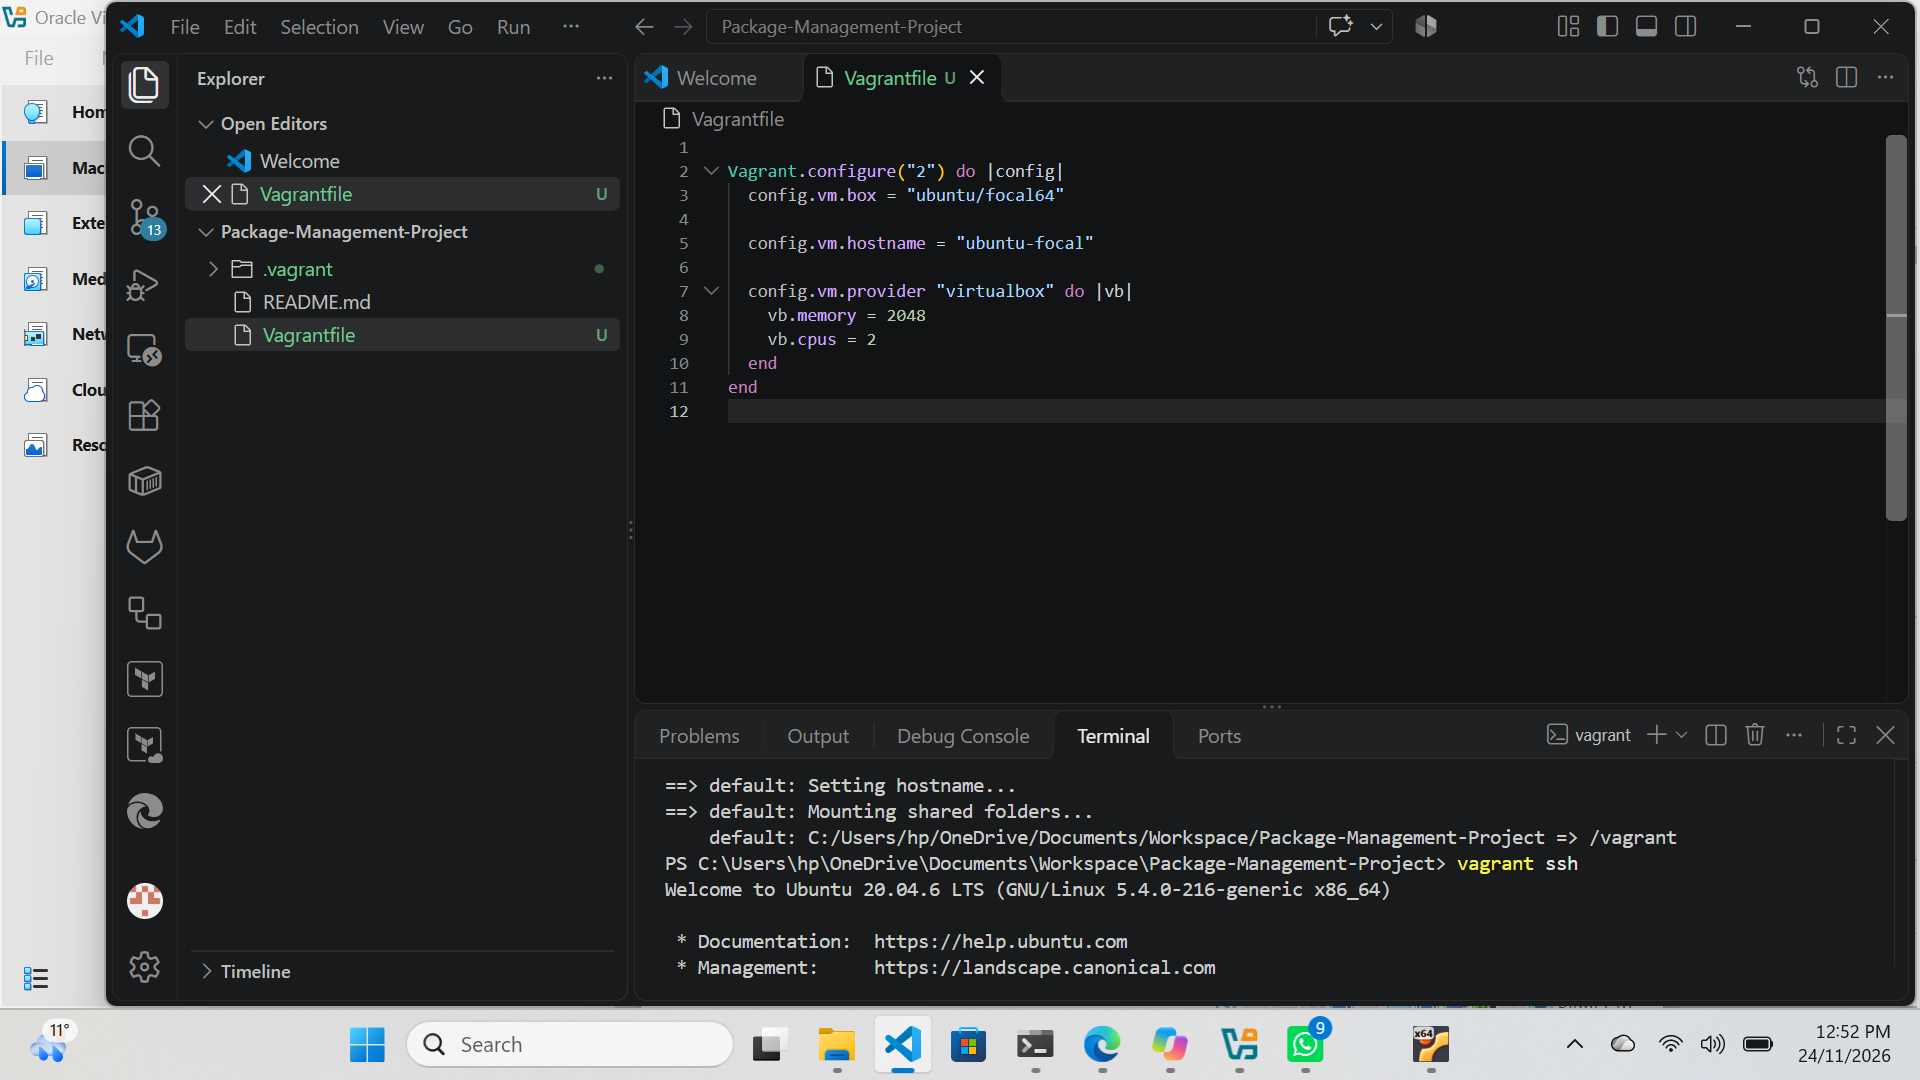 Oracle Vi
File
Home
Mac
Exte
Med
Netw
Clou
Reso
File Edit Selection View Go Run ···
Package-Management-Project
Explorer
Open Editors
Welcome
Vagrantfile U
Package-Management-Project
.vagrant
README.md
Vagrantfile U
Timeline
13
Welcome
Vagrantfile U
Vagrantfile
1
2 Vagrant.configure("2") do |config|
3 config.vm.box = "ubuntu/focal64"
4
5 config.vm.hostname = "ubuntu-focal"
6
7 config.vm.provider "virtualbox" do |vb|
8 vb.memory = 2048
9 vb.cpus = 2
10 end
11 end
12
Problems Output Debug Console Terminal Ports
vagrant
==> default: Setting hostname...
==> default: Mounting shared folders...
default: C:/Users/hp/OneDrive/Documents/Workspace/Package-Management-Project => /vagrant
PS C:\Users\hp\OneDrive\Documents\Workspace\Package-Management-Project> vagrant ssh
Welcome to Ubuntu 20.04.6 LTS (GNU/Linux 5.4.0-216-generic x86_64)
* Documentation: https://help.ubuntu.com
* Management: https://landscape.canonical.com
11°
Search
9
x64
12:52 PM
24/11/2026